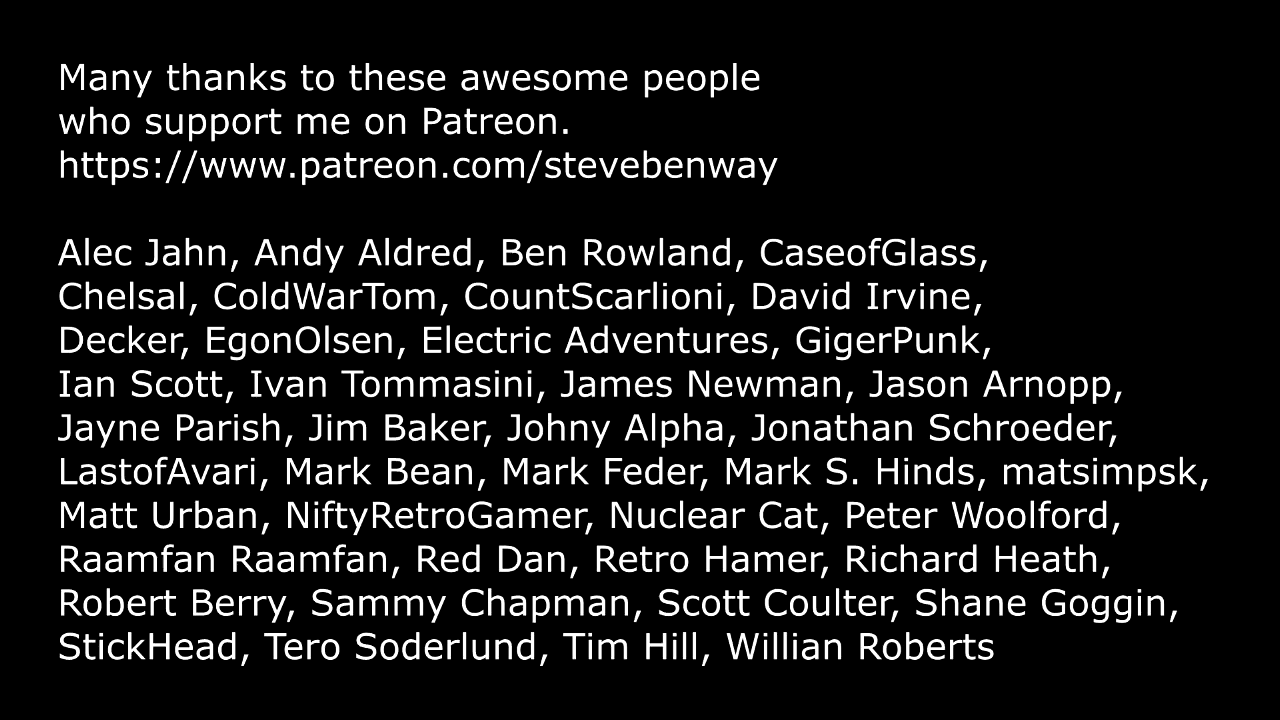 Many thanks to these awesome people
who support me on Patreon.
https://www.patreon.com/stevebenway
Alec Jahn, Andy Aldred, Ben Rowland, CaseofGlass,
Chelsal, ColdWarTom, CountScarlioni, David Irvine,
Decker, EgonOlsen, Electric Adventures, GigerPunk,
Ian Scott, Ivan Tommasini, James Newman, Jason Arnopp,
Jayne Parish, Jim Baker, Johny Alpha, Jonathan Schroeder,
LastofAvari, Mark Bean, Mark Feder, Mark S. Hinds, matsimpsk,
Matt Urban, NiftyRetroGamer, Nuclear Cat, Peter Woolford,
Raamfan Raamfan, Red Dan, Retro Hamer, Richard Heath,
Robert Berry, Sammy Chapman, Scott Coulter, Shane Goggin,
StickHead, Tero Soderlund, Tim Hill, Willian Roberts